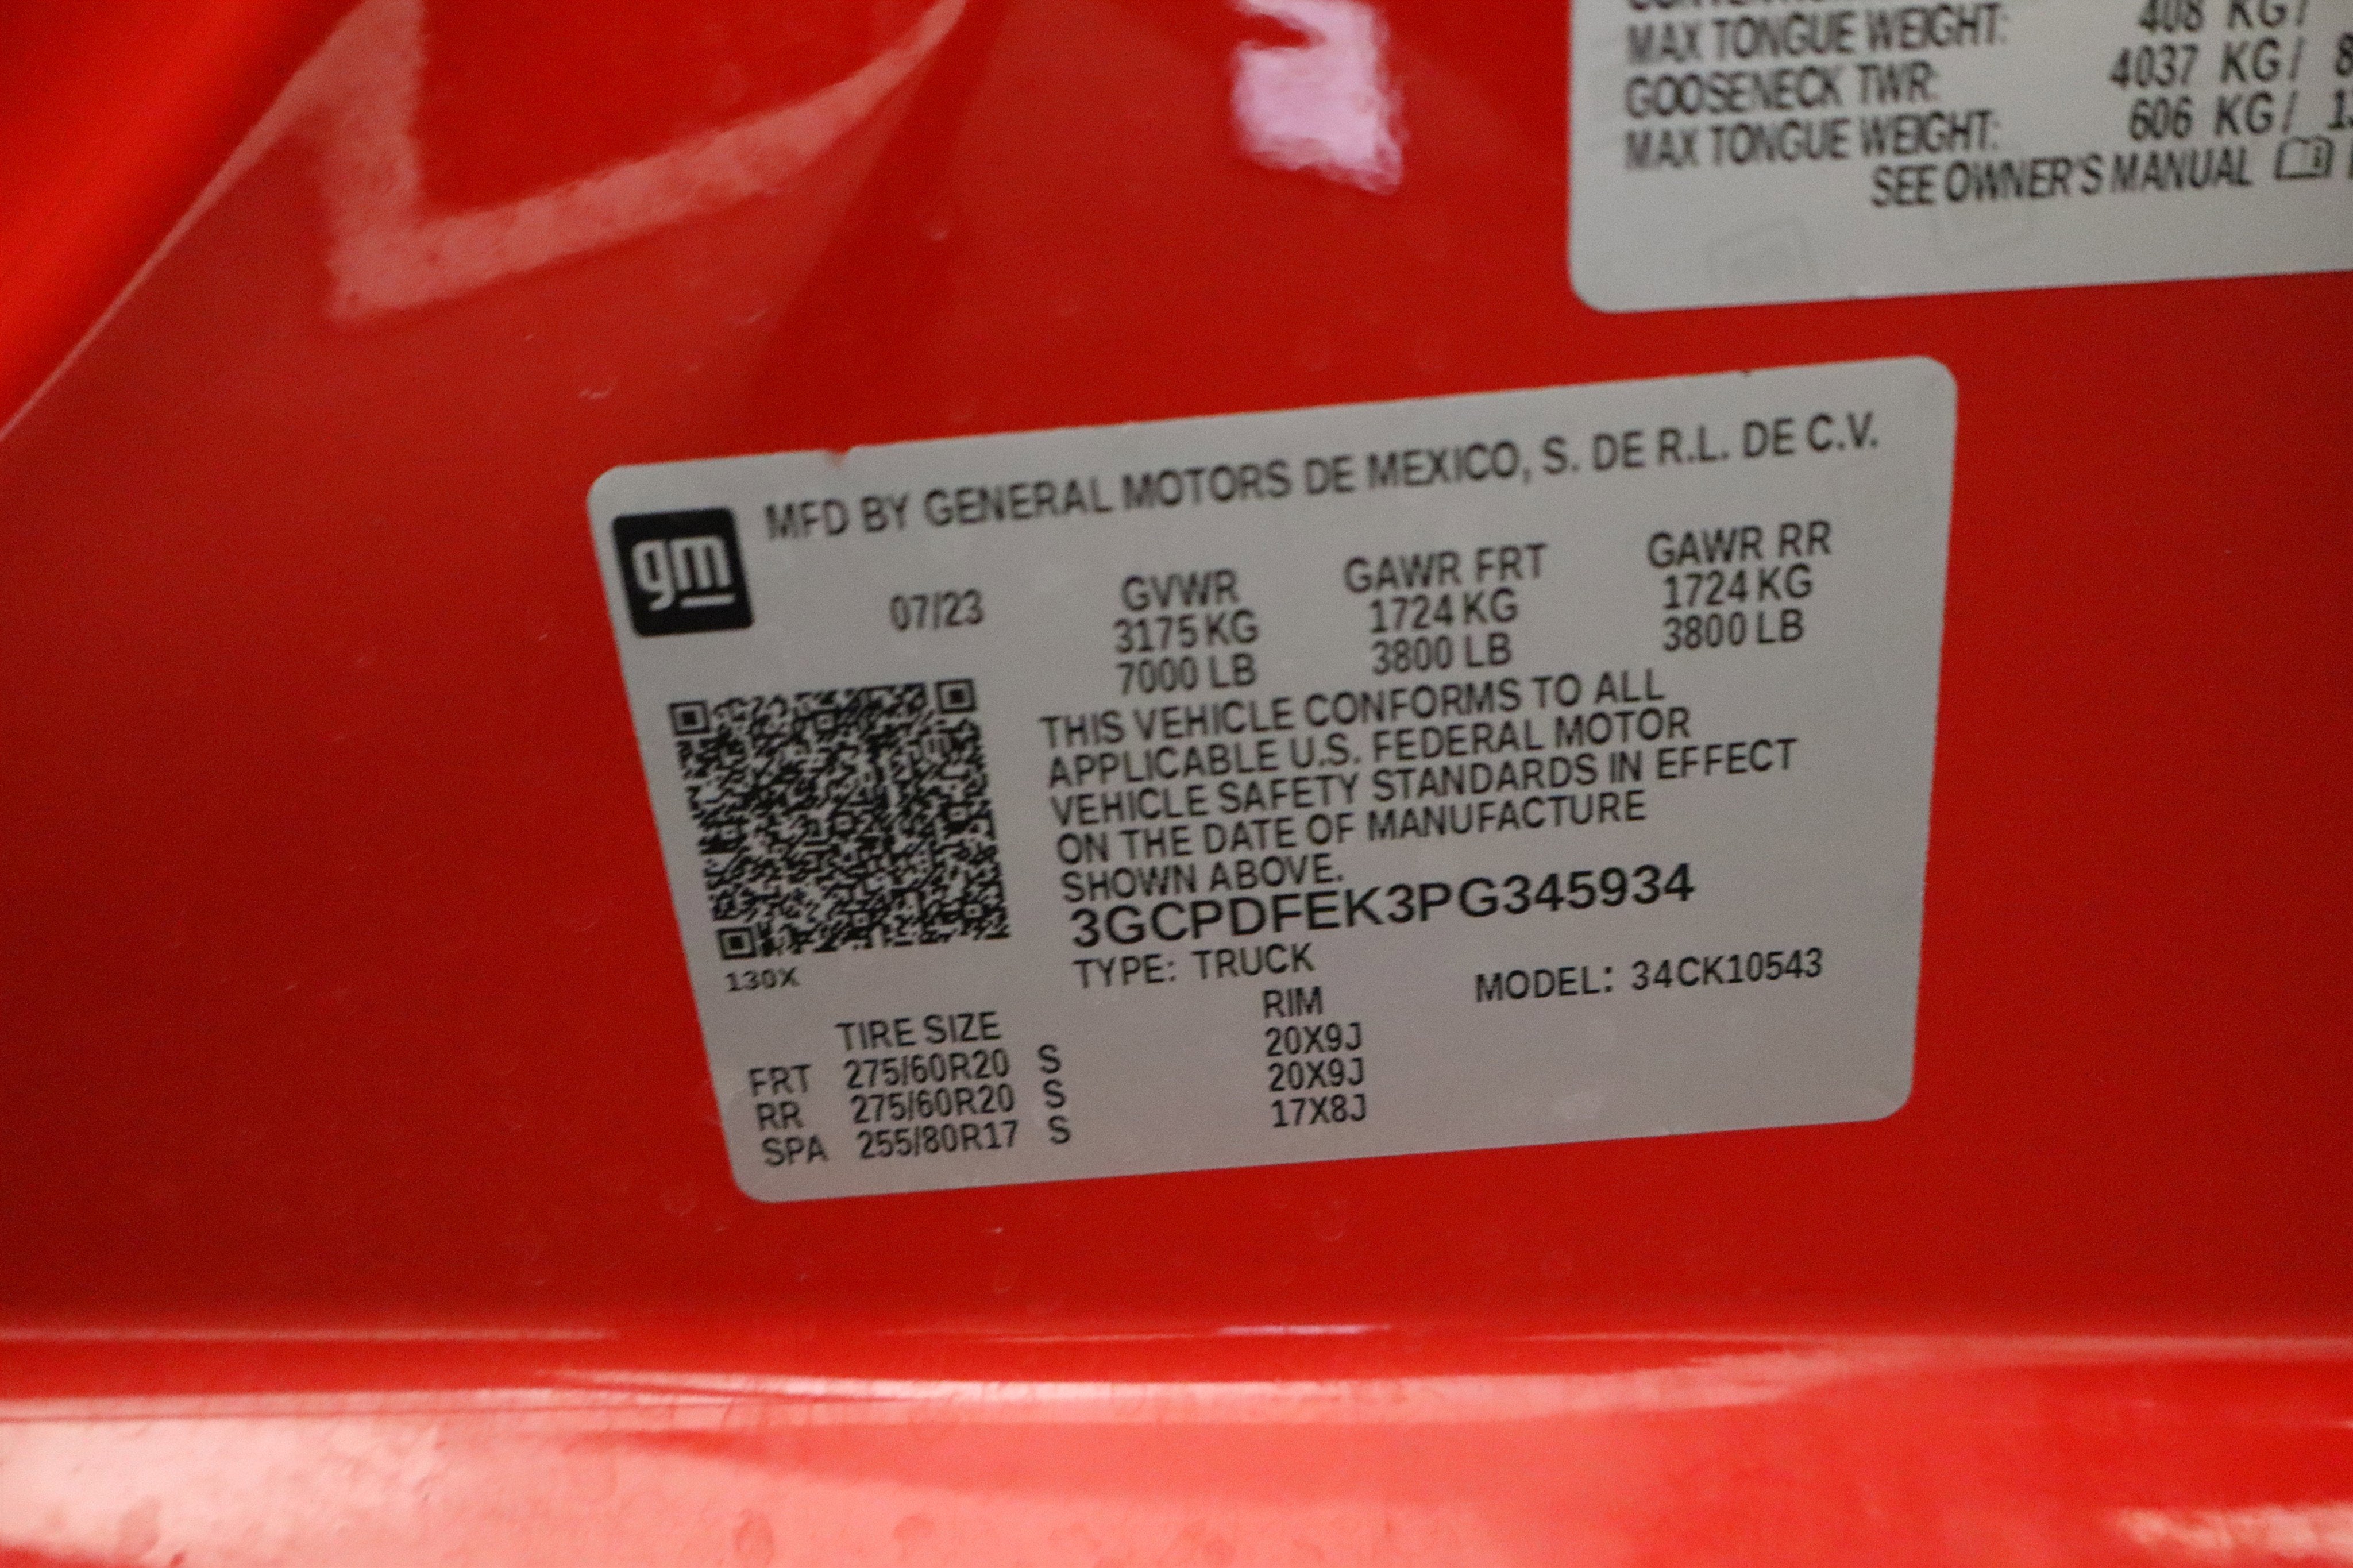 MAX TONGUE WEIGHT: 408 KG/
GOOSENECK TWR: 4037 KG/ 8
MAX TONGUE WEIGHT: 606 KG/ 13
SEE OWNER'S MANUAL
gm
MFD BY GENERAL MOTORS DE MEXICO, S. DE R.L. DE C.V.
07/23 GVWR GAWR FRT GAWR RR
3175 KG 1724 KG 1724 KG
7000 LB 3800 LB 3800 LB
THIS VEHICLE CONFORMS TO ALL
APPLICABLE U.S. FEDERAL MOTOR
VEHICLE SAFETY STANDARDS IN EFFECT
ON THE DATE OF MANUFACTURE
SHOWN ABOVE.
3GCPDFEK3PG345934
130X
TYPE: TRUCK MODEL: 34CK10543
TIRE SIZE RIM
FRT 275/60R20 S 20X9J
RR 275/60R20 S 20X9J
SPA 255/80R17 S 17X8J